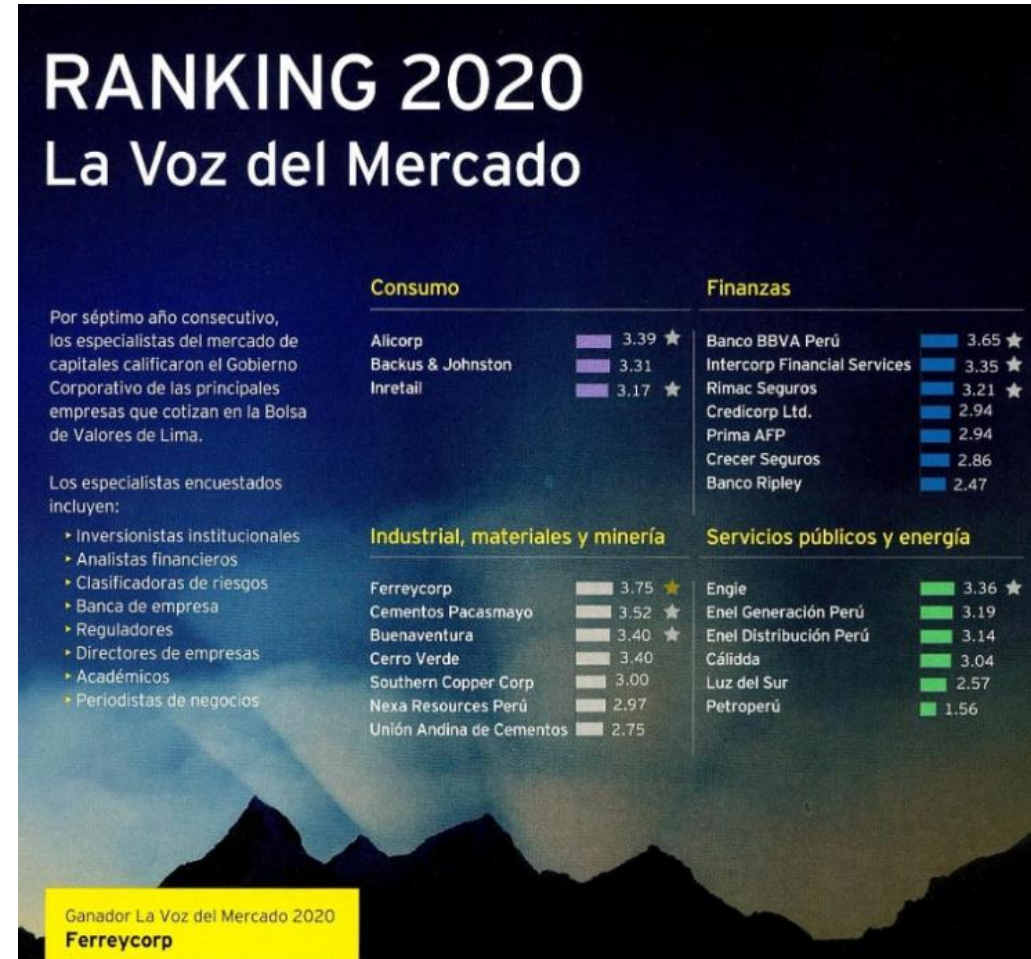 RANKING 2020
La Voz del Mercado
Por séptimo año consecutivo,
los especialistas del mercado de
capitales calificaron el Gobierno
Corporativo de las principales
empresas que cotizan en la Bolsa
de Valores de Lima.
Los especialistas encuestados
incluyen:
▸ Inversionistas institucionales
▸ Analistas financieros
▸ Clasificadoras de riesgos
▸ Banca de empresa
▸ Reguladores
▸ Directores de empresas
▸ Académicos
▸ Periodistas de negocios
Consumo
Alicorp 3.39 ★
Backus & Johnston 3.31
Inretail 3.17 ★
Finanzas
Banco BBVA Perú 3.65 ★
Intercorp Financial Services 3.35 ★
Rimac Seguros 3.21 ★
Credicorp Ltd. 2.94
Prima AFP 2.94
Crecer Seguros 2.86
Banco Ripley 2.47
Industrial, materiales y minería
Ferreycorp 3.75 ★
Cementos Pacasmayo 3.52 ★
Buenaventura 3.40 ★
Cerro Verde 3.40
Southern Copper Corp 3.00
Nexa Resources Perú 2.97
Unión Andina de Cementos 2.75
Servicios públicos y energía
Engie 3.36 ★
Enel Generación Perú 3.19
Enel Distribución Perú 3.14
Cálidda 3.04
Luz del Sur 2.57
Petroperú 1.56
Ganador La Voz del Mercado 2020
Ferreycorp